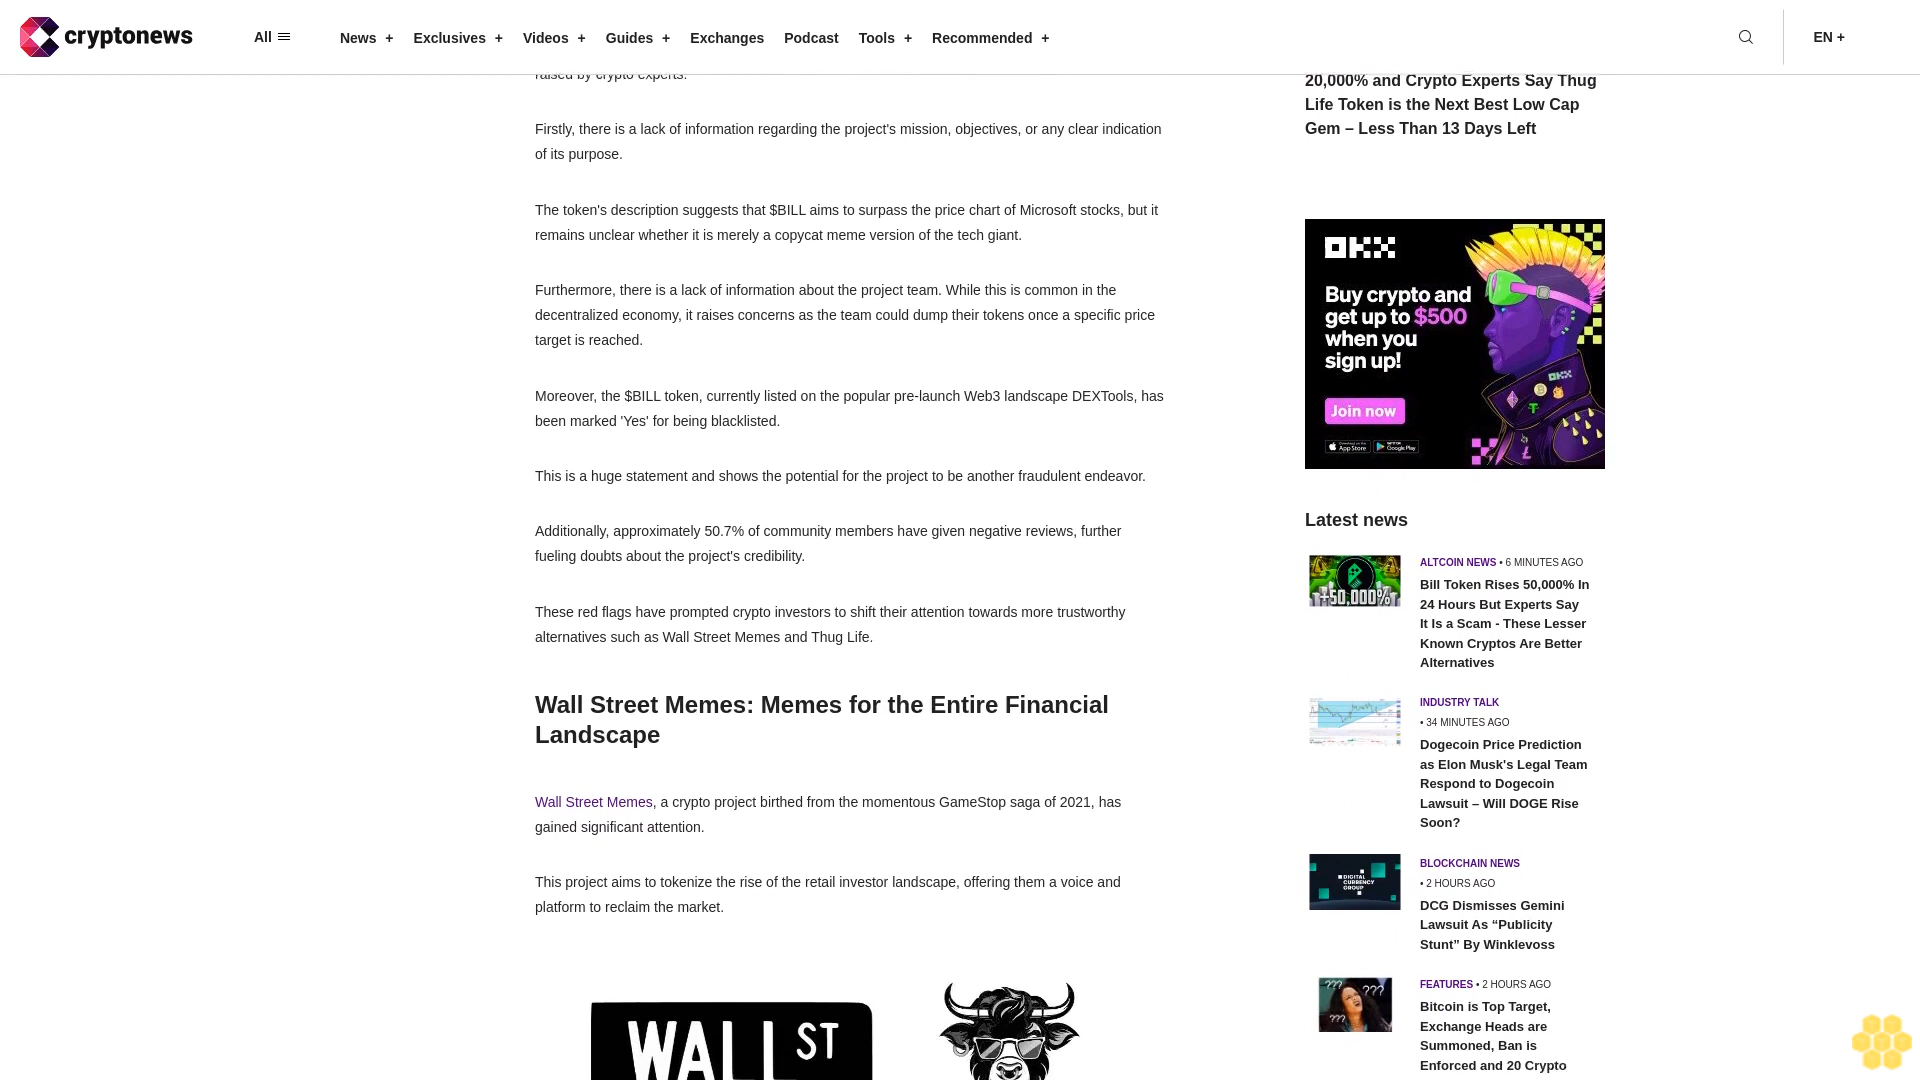 cryptonews
All
News +
Exclusives +
Videos +
Guides +
Exchanges
Podcast
Tools +
Recommended +
EN +
raised by crypto experts.
Firstly, there is a lack of information regarding the project's mission, objectives, or any clear indication
of its purpose.
The token's description suggests that $BILL aims to surpass the price chart of Microsoft stocks, but it
remains unclear whether it is merely a copycat meme version of the tech giant.
Furthermore, there is a lack of information about the project team. While this is common in the
decentralized economy, it raises concerns as the team could dump their tokens once a specific price
target is reached.
Moreover, the $BILL token, currently listed on the popular pre-launch Web3 landscape DEXTools, has
been marked 'Yes' for being blacklisted.
This is a huge statement and shows the potential for the project to be another fraudulent endeavor.
Additionally, approximately 50.7% of community members have given negative reviews, further
fueling doubts about the project's credibility.
These red flags have prompted crypto investors to shift their attention towards more trustworthy
alternatives such as Wall Street Memes and Thug Life.
Wall Street Memes: Memes for the Entire Financial
Landscape
Wall Street Memes, a crypto project birthed from the momentous GameStop saga of 2021, has
gained significant attention.
This project aims to tokenize the rise of the retail investor landscape, offering them a voice and
platform to reclaim the market.
WALL ST
20,000% and Crypto Experts Say Thug
Life Token is the Next Best Low Cap
Gem – Less Than 13 Days Left
OKX
Buy crypto and
get up to $500
when you
sign up!
Join now
Download on the App Store
GET IT ON Google Play
OKX
Latest news
+50,000%
ALTCOIN NEWS • 6 MINUTES AGO
Bill Token Rises 50,000% In
24 Hours But Experts Say
It Is a Scam - These Lesser
Known Cryptos Are Better
Alternatives
INDUSTRY TALK
• 34 MINUTES AGO
Dogecoin Price Prediction
as Elon Musk's Legal Team
Respond to Dogecoin
Lawsuit – Will DOGE Rise
Soon?
DIGITAL
CURRENCY
GROUP
BLOCKCHAIN NEWS
• 2 HOURS AGO
DCG Dismisses Gemini
Lawsuit As “Publicity
Stunt” By Winklevoss
???
???
???
FEATURES • 2 HOURS AGO
Bitcoin is Top Target,
Exchange Heads are
Summoned, Ban is
Enforced and 20 Crypto